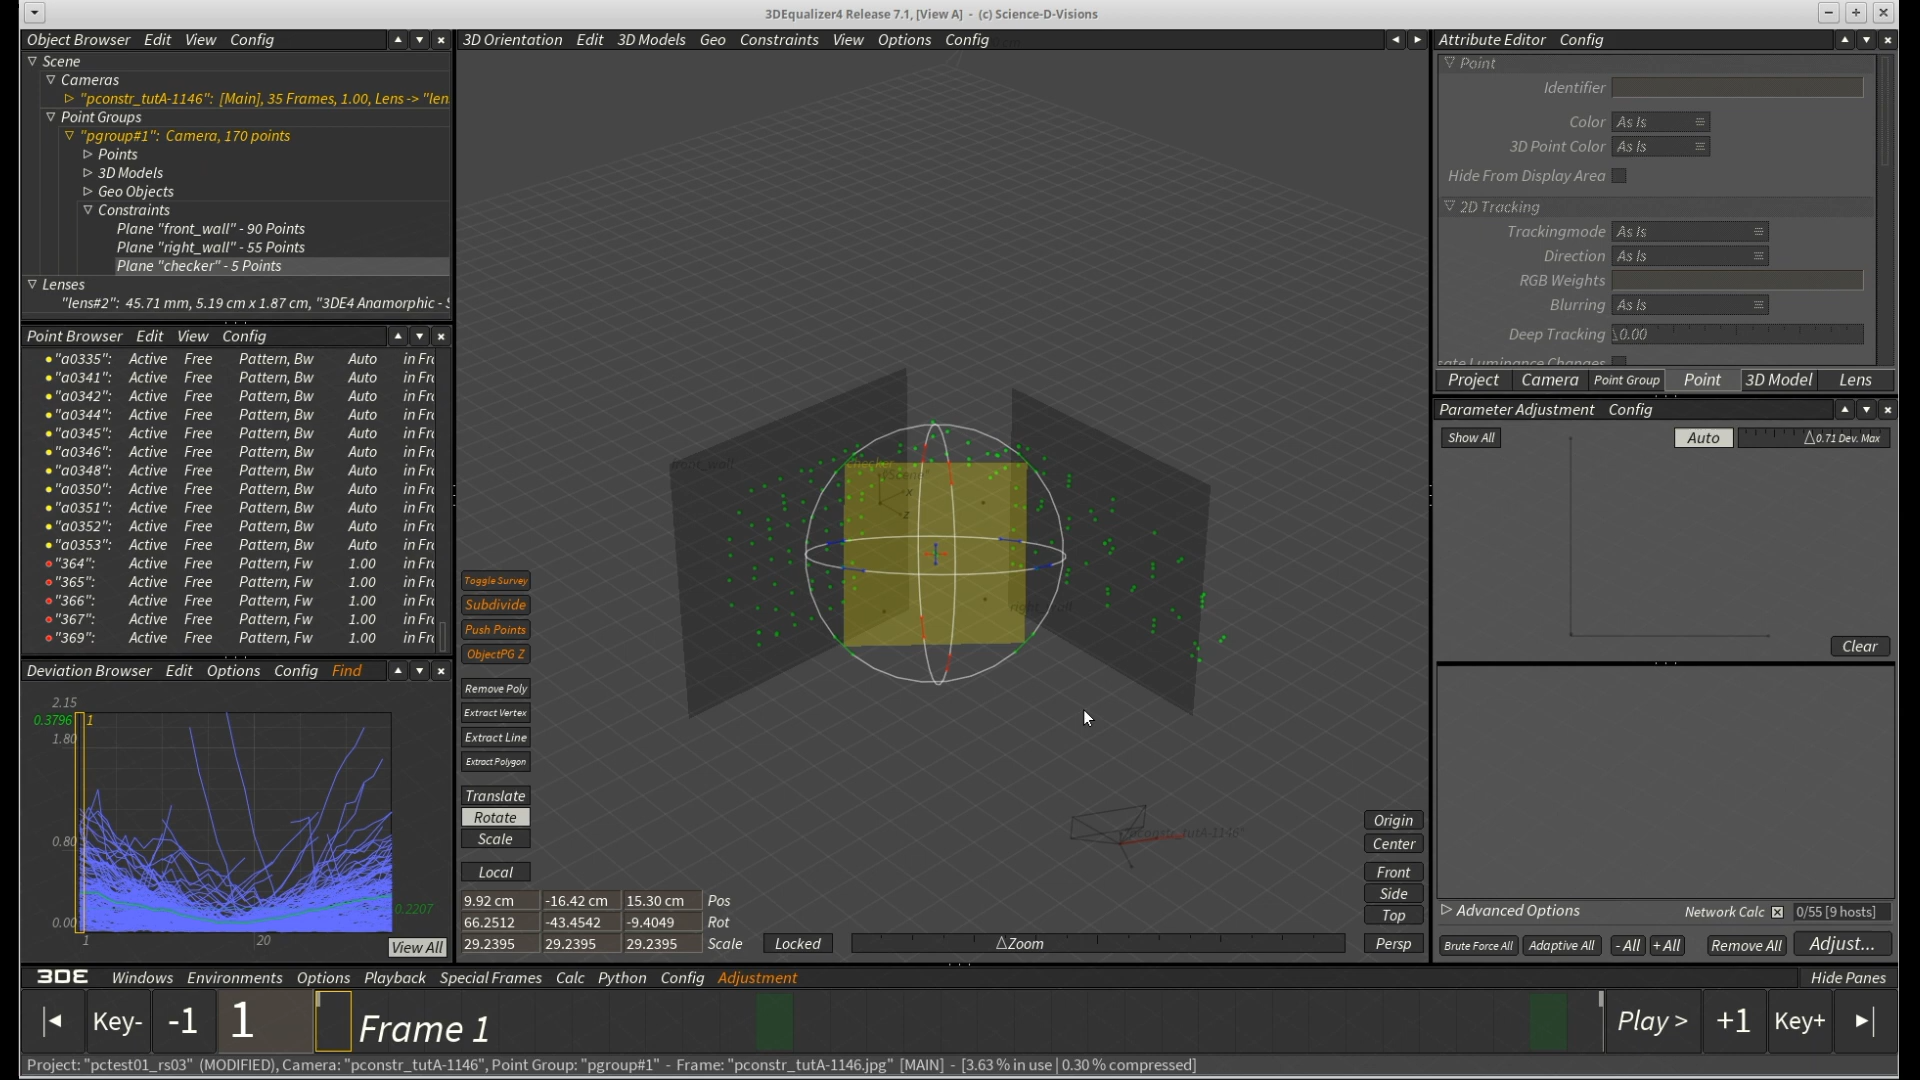 3DEqualizer4 Release 7.1, [View A] - (c) Science-D-Visions
Object Browser Edit View Config
Scene
Cameras
"pconstr_tutA-1146": [Main], 35 Frames, 1.00, Lens -> "len
Point Groups
"pgroup#1": Camera, 170 points
Points
3D Models
Geo Objects
Constraints
Plane "front_wall" - 90 Points
Plane "right_wall" - 55 Points
Plane "checker" - 5 Points
Lenses
"lens#2": 45.71 mm, 5.19 cm x 1.87 cm, "3DE4 Anamorphic - S
Point Browser Edit View Config
"a0335": Active Free Pattern, Bw Auto in Fr
"a0341": Active Free Pattern, Bw Auto in Fr
"a0342": Active Free Pattern, Bw Auto in Fr
"a0344": Active Free Pattern, Bw Auto in Fr
"a0345": Active Free Pattern, Bw Auto in Fr
"a0346": Active Free Pattern, Bw Auto in Fr
"a0348": Active Free Pattern, Bw Auto in Fr
"a0350": Active Free Pattern, Bw Auto in Fr
"a0351": Active Free Pattern, Bw Auto in Fr
"a0352": Active Free Pattern, Bw Auto in Fr
"a0353": Active Free Pattern, Bw Auto in Fr
"364": Active Free Pattern, Fw 1.00 in Fr
"365": Active Free Pattern, Fw 1.00 in Fr
"366": Active Free Pattern, Fw 1.00 in Fr
"367": Active Free Pattern, Fw 1.00 in Fr
"369": Active Free Pattern, Fw 1.00 in Fr
Deviation Browser Edit Options Config Find
2.15
0.3796 1
1.80
0.80
0.2207
0.00
1 20
View All
3D Orientation Edit 3D Models Geo Constraints View Options Config
front_wall
checker
"Scene"
x
z
right_wall
"pconstr_tutA-1146"
Toggle Survey
Subdivide
Push Points
ObjectPG Z
Remove Poly
Extract Vertex
Extract Line
Extract Polygon
Translate
Rotate
Scale
Local
9.92 cm -16.42 cm 15.30 cm Pos
66.2512 -43.4542 -9.4049 Rot
29.2395 29.2395 29.2395 Scale
Locked
Zoom
Origin
Center
Front
Side
Top
Persp
Attribute Editor Config
Point
Identifier
Color As Is
3D Point Color As Is
Hide From Display Area
2D Tracking
Trackingmode As Is
Direction As Is
RGB Weights
Blurring As Is
Deep Tracking 0.00
Luminance Changes
Project Camera Point Group Point 3D Model Lens
Parameter Adjustment Config
Show All Auto 0.71 Dev. Max
Clear
Advanced Options Network Calc 0/55 [9 hosts]
Brute Force All Adaptive All - All + All Remove All Adjust...
3DE Windows Environments Options Playback Special Frames Calc Python Config Adjustment Hide Panes
Key- -1 1 Frame 1 Play > +1 Key+
Project: "pctest01_rs03" (MODIFIED), Camera: "pconstr_tutA-1146", Point Group: "pgroup#1" - Frame: "pconstr_tutA-1146.jpg" [MAIN] - [3.63 % in use | 0.30 % compressed]